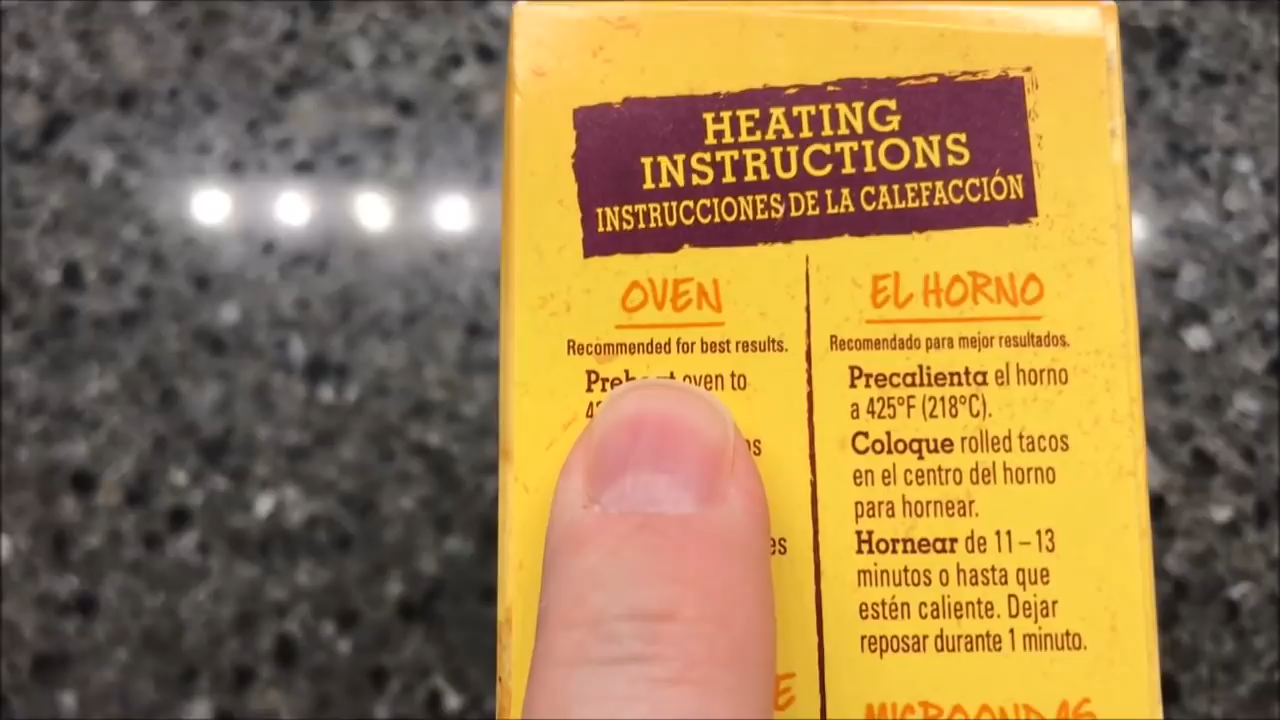 HEATING
INSTRUCTIONS
INSTRUCCIONES DE LA CALEFACCIÓN
OVEN
Recommended for best results.
oven to
EL HORNO
Recomendado para mejor resultados.
Precalienta el horno
a 425°F (218°C).
Coloque rolled tacos
en el centro del horno
para hornear.
Hornear de 11–13
minutos o hasta que
estén caliente. Dejar
reposar durante 1 minuto.
MICROONDAS